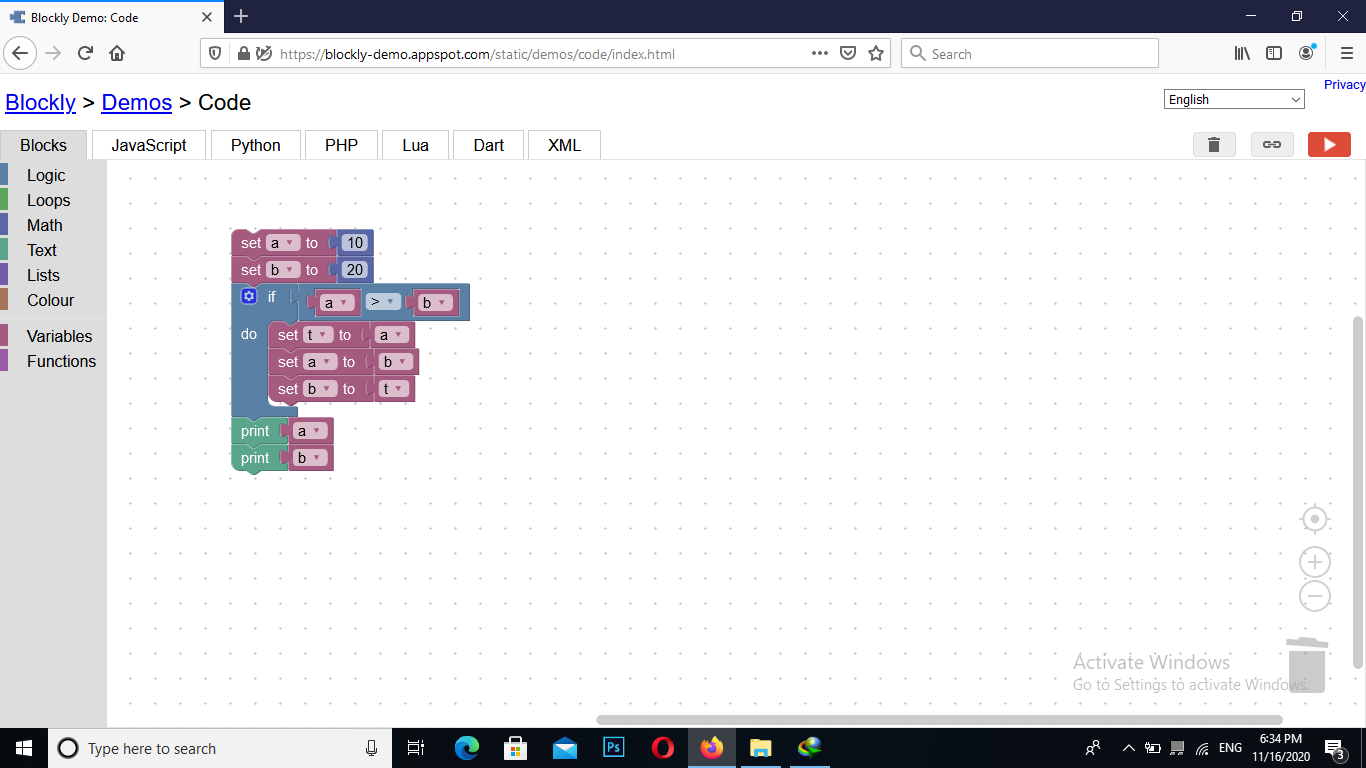 Blockly Demo: Code
https://blockly-demo.appspot.com/static/demos/code/index.html
Search
Privacy
Blockly > Demos > Code
English
Blocks
JavaScript
Python
PHP
Lua
Dart
XML
Logic
Loops
Math
Text
Lists
Colour
Variables
Functions
set a to 10
set b to 20
if a > b
do set t to a
set a to b
set b to t
print a
print b
Activate Windows
Go to Settings to activate Windows.
Type here to search
Ps
ENG
6:34 PM
11/16/2020
3